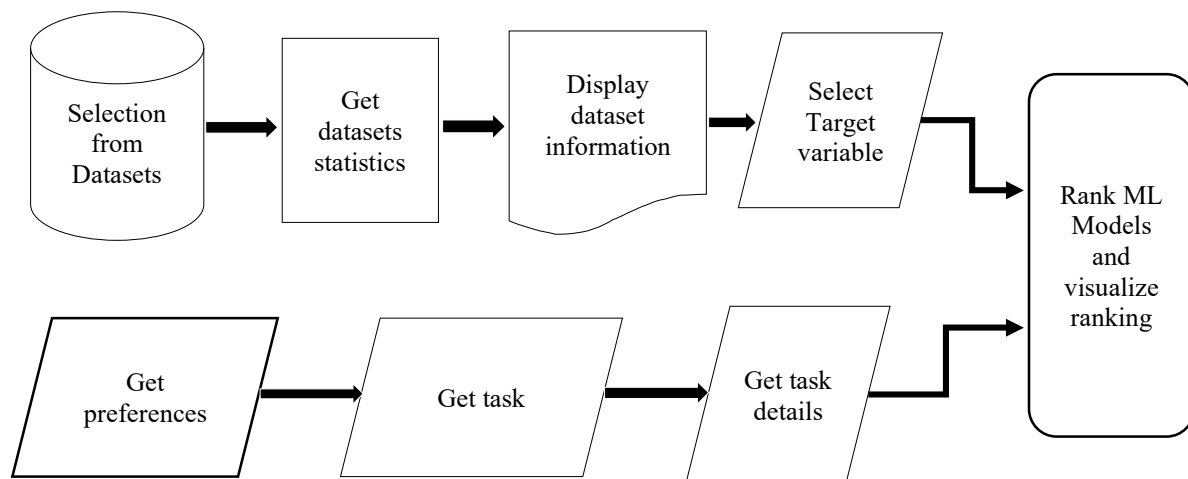 Selection
from
Datasets
Get
datasets
statistics
Display
dataset
information
Select
Target
variable
Rank ML
Models
and
visualize
ranking
Get
preferences
Get task
Get task
details